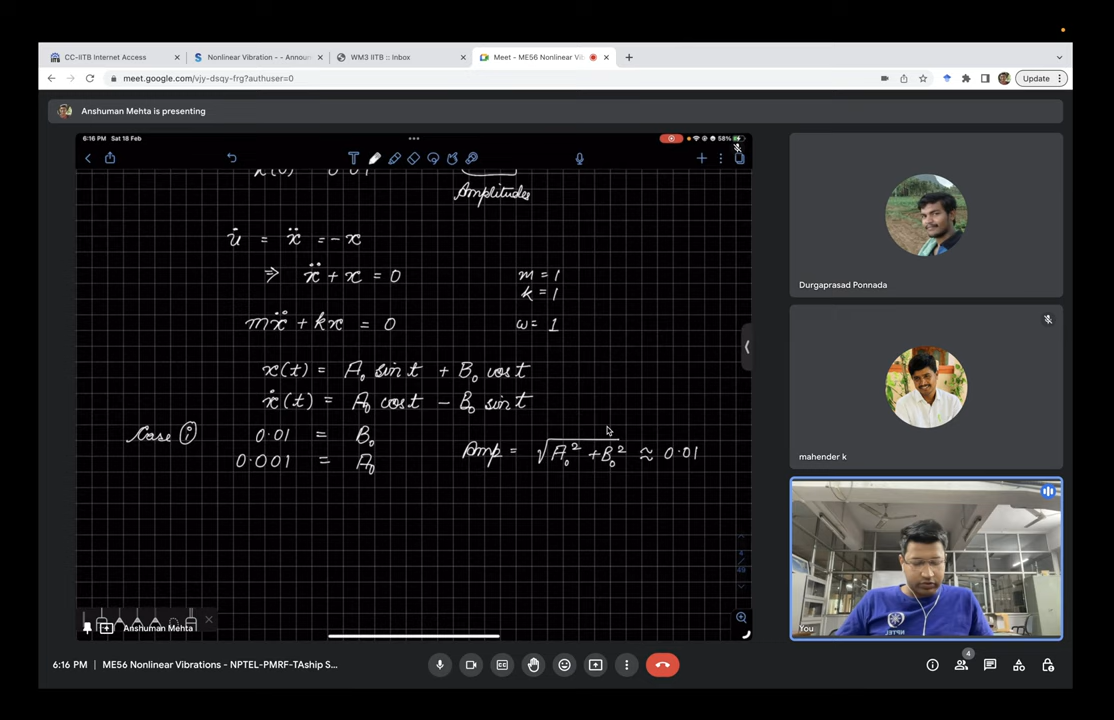 CC-IITB Internet Access
Nonlinear Vibration - - Announ
WM3 IITB :: Inbox
Meet - ME56 Nonlinear Vib
meet.google.com/vjy-dsqy-frg?authuser=0
Update
Anshuman Mehta is presenting
6:16 PM Sat 18 Feb
58%
Amplitudes
u̇ = ẍ = -x
⇒ ẍ + x = 0
m = 1
k = 1
mẍ + kx = 0
ω = 1
x(t) = A₀ sin t + B₀ cos t
ẋ(t) = A₀ cos t - B₀ sin t
Case (i) 0.01 = B₀
0.001 = A₀
Amp = √A₀² + B₀² ≈ 0.01
4
/
49
Anshuman Mehta
Durgaprasad Ponnada
mahender k
NPTEL
You
6:16 PM | ME56 Nonlinear Vibrations - NPTEL-PMRF-TAship S...
4